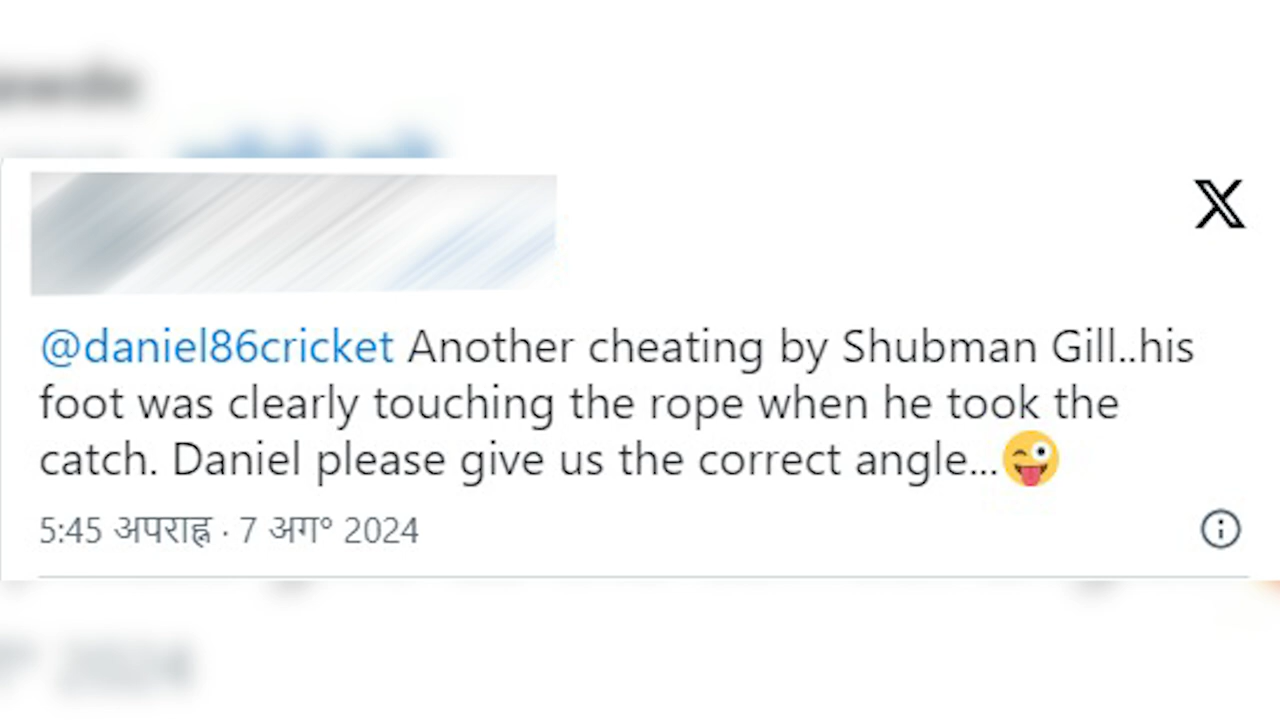 @daniel86cricket Another cheating by Shubman Gill..his
foot was clearly touching the rope when he took the
catch. Daniel please give us the correct angle...😜
5:45 अपराह्न · 7 अग॰ 2024